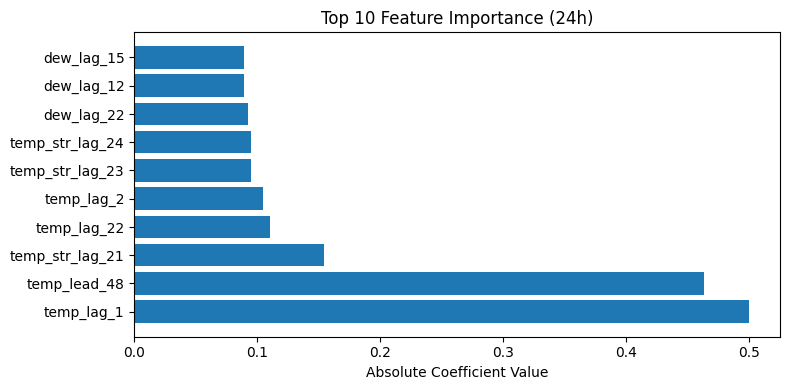 Top 10 Feature Importance (24h)
dew_lag_15
dew_lag_12
dew_lag_22
temp_str_lag_24
temp_str_lag_23
temp_lag_2
temp_lag_22
temp_str_lag_21
temp_lead_48
temp_lag_1
0.0 0.1 0.2 0.3 0.4 0.5
Absolute Coefficient Value